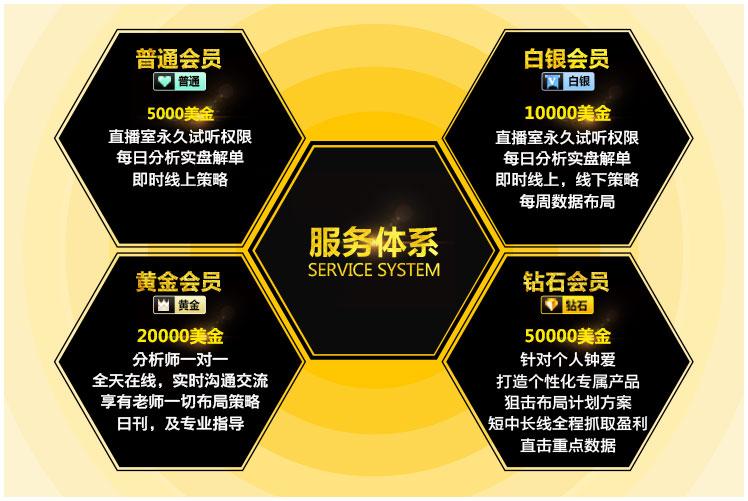 普通会员
普通
5000美金
直播室永久试听权限
每日分析实盘解单
即时线上策略
白银会员
白银
10000美金
直播室永久试听权限
每日分析实盘解单
即时线上，线下策略
每周数据布局
服务体系
SERVICE SYSTEM
黄金会员
黄金
20000美金
分析师一对一
全天在线，实时沟通交流
享有老师一切布局策略
日刊，及专业指导
钻石会员
钻石
50000美金
针对个人钟爱
打造个性化专属产品
狙击布局计划方案
短中长线全程抓取盈利
直击重点数据